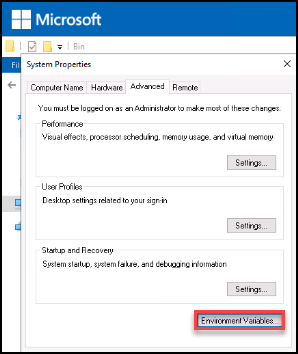 Microsoft
Bin
File
System Properties
Computer Name Hardware Advanced Remote
You must be logged on as an Administrator to make most of these changes.
Performance
Visual effects, processor scheduling, memory usage, and virtual memory
Settings...
User Profiles
Desktop settings related to your sign-in
Settings...
Startup and Recovery
System startup, system failure, and debugging information
Settings...
Environment Variables...